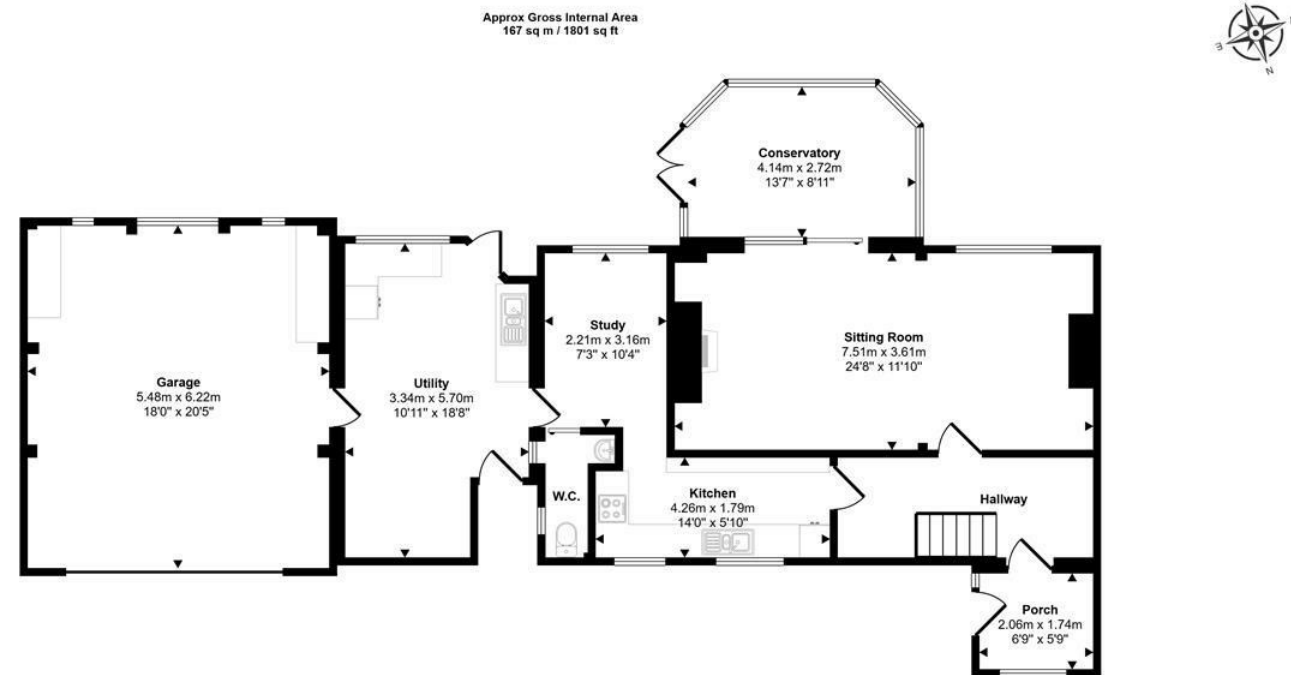 Approx Gross Internal Area
167 sq m / 1801 sq ft
E
N
Conservatory
4.14m x 2.72m
13'7" x 8'11"
Study
2.21m x 3.16m
7'3" x 10'4"
Sitting Room
7.51m x 3.61m
24'8" x 11'10"
Garage
5.48m x 6.22m
18'0" x 20'5"
Utility
3.34m x 5.70m
10'11" x 18'8"
W.C.
Kitchen
4.26m x 1.79m
14'0" x 5'10"
Hallway
Porch
2.06m x 1.74m
6'9" x 5'9"